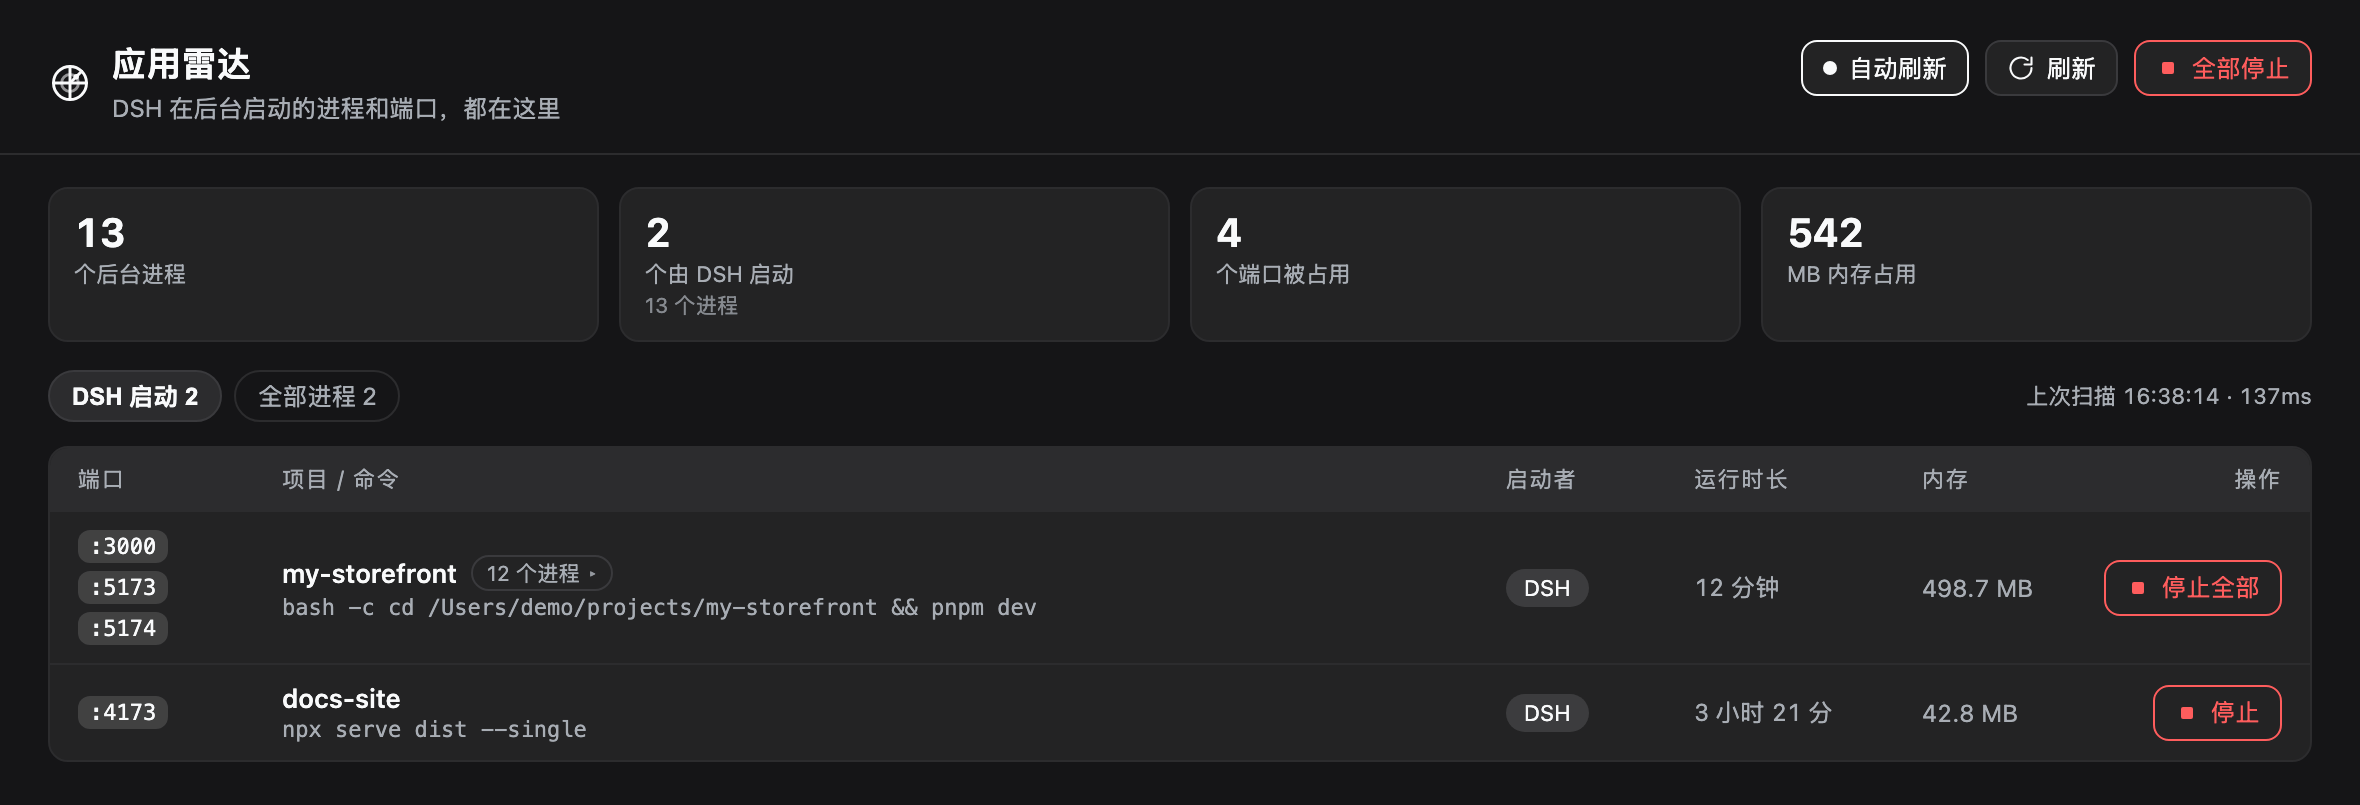 应用雷达
DSH 在后台启动的进程和端口，都在这里
自动刷新
刷新
全部停止
13
个后台进程
2
个由 DSH 启动
13 个进程
4
个端口被占用
542
MB 内存占用
DSH 启动 2
全部进程 2
上次扫描 16:38:14 · 137ms
端口
项目 / 命令
启动者
运行时长
内存
操作
:3000
:5173
:5174
my-storefront
12 个进程 ▸
bash -c cd /Users/demo/projects/my-storefront && pnpm dev
DSH
12 分钟
498.7 MB
停止全部
:4173
docs-site
npx serve dist --single
DSH
3 小时 21 分
42.8 MB
停止